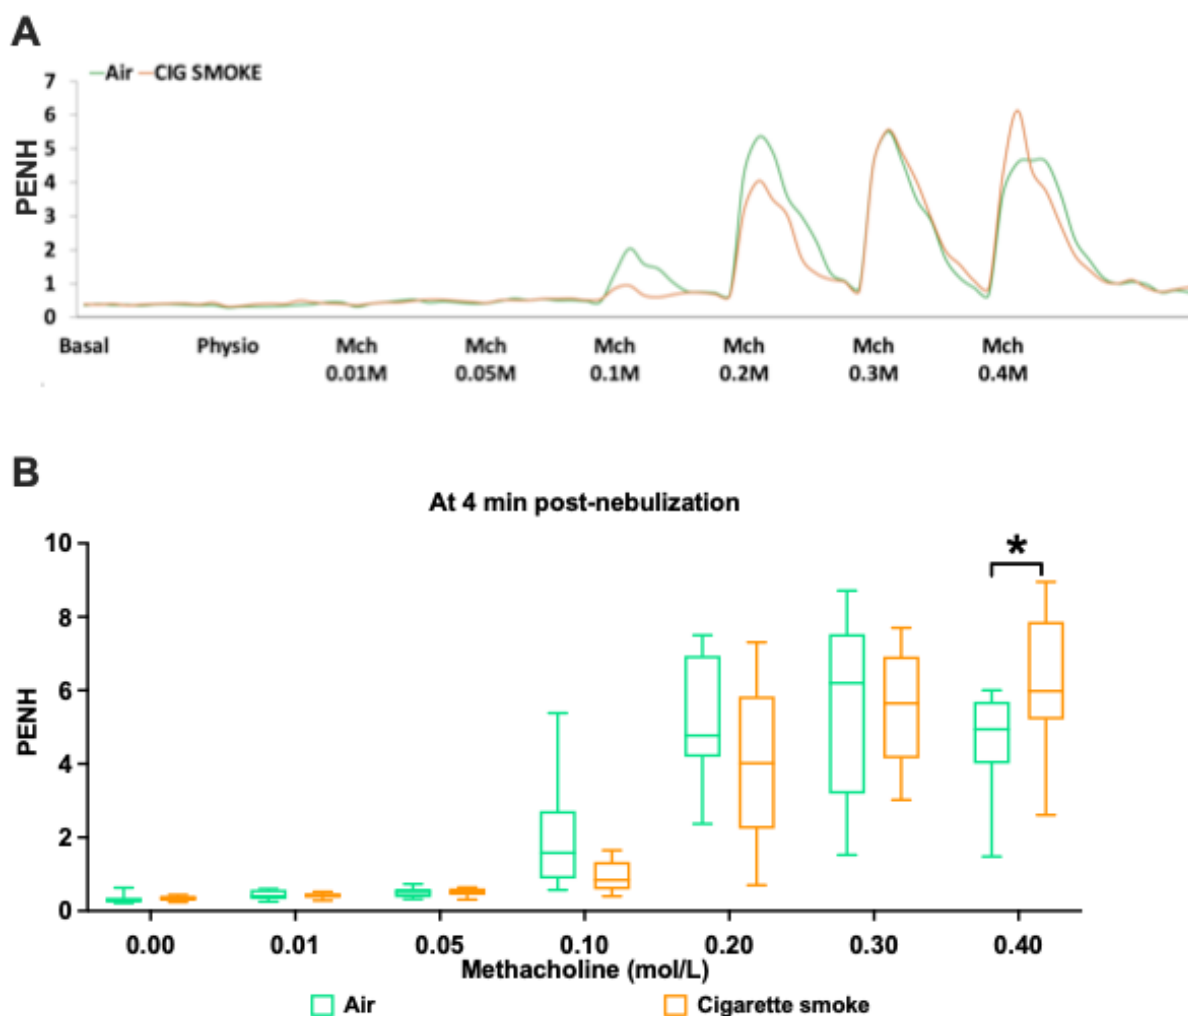 A
Air CIG SMOKE
7
6
5
4
3
2
1
0
PENH
Basal Physio Mch Mch Mch Mch Mch Mch
0.01M 0.05M 0.1M 0.2M 0.3M 0.4M
B
At 4 min post-nebulization
10
8
6
4
2
0
PENH
*
0.00 0.01 0.05 0.10 0.20 0.30 0.40
Methacholine (mol/L)
Air Cigarette smoke